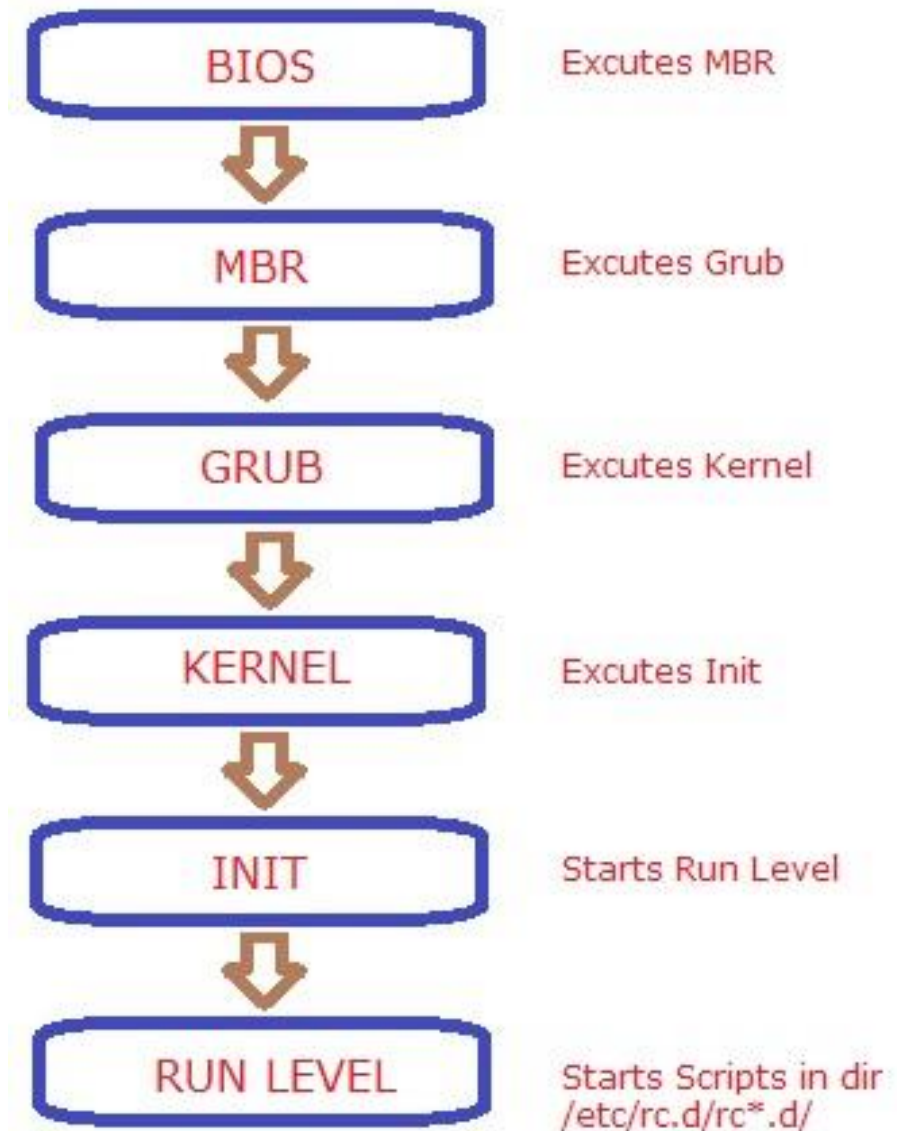 BIOS
Excutes MBR
MBR
Excutes Grub
GRUB
Excutes Kernel
KERNEL
Excutes Init
INIT
Starts Run Level
RUN LEVEL
Starts Scripts in dir
/etc/rc.d/rc*.d/